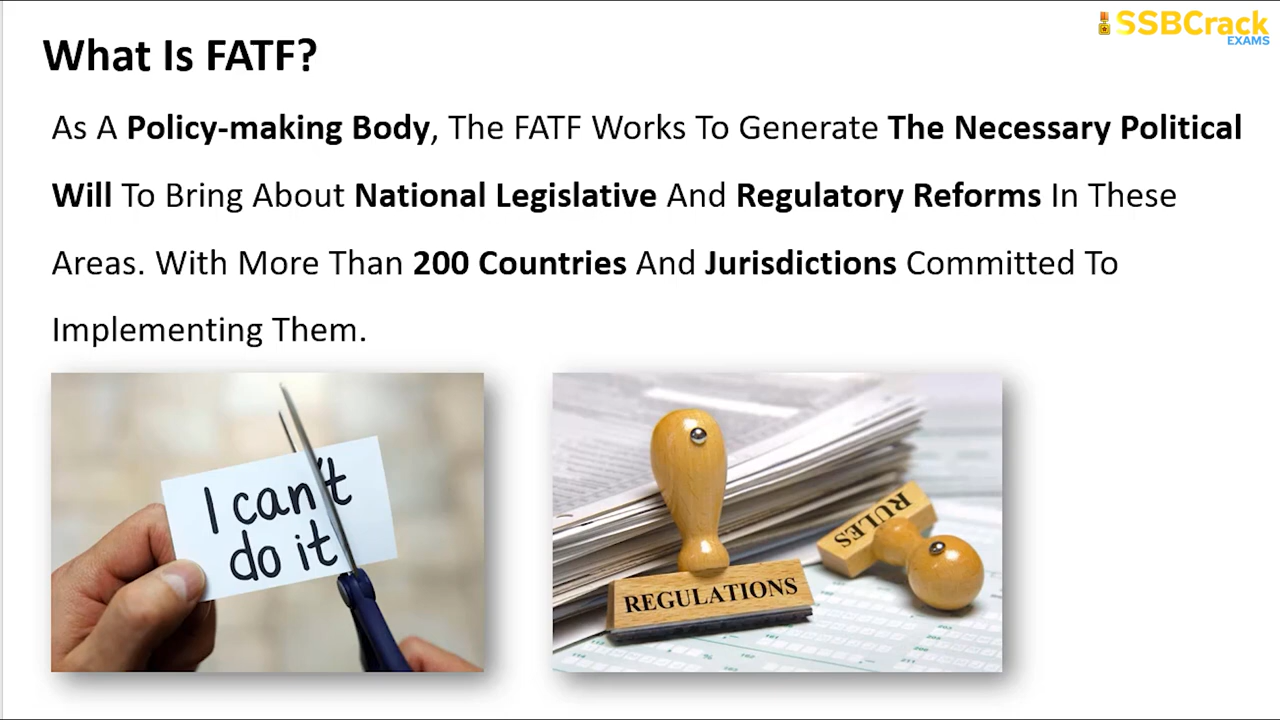 SSBCrack
EXAMS
What Is FATF?
As A Policy-making Body, The FATF Works To Generate The Necessary Political
Will To Bring About National Legislative And Regulatory Reforms In These
Areas. With More Than 200 Countries And Jurisdictions Committed To
Implementing Them.
I can't
do it
REGULATIONS
RULES